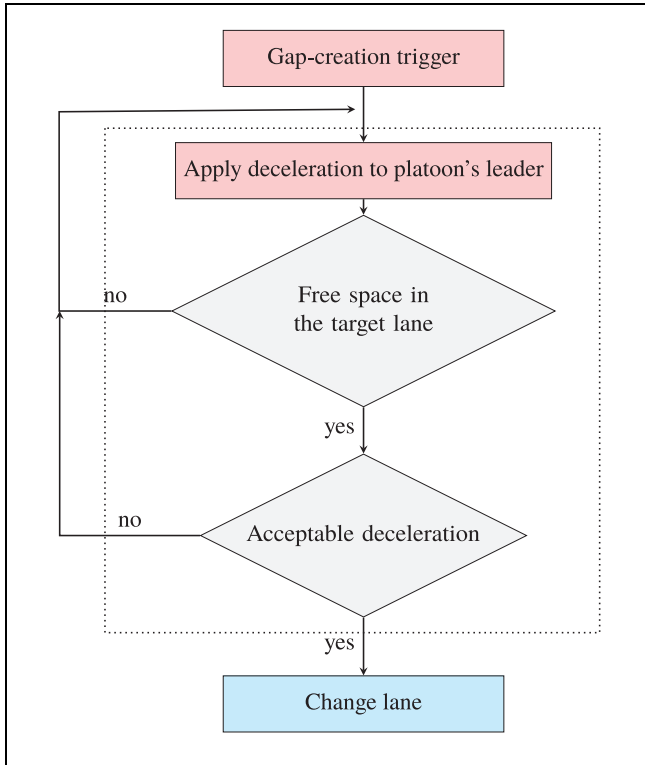 Gap-creation trigger
Apply deceleration to platoon’s leader
no
Free space in
the target lane
yes
no
Acceptable deceleration
yes
Change lane